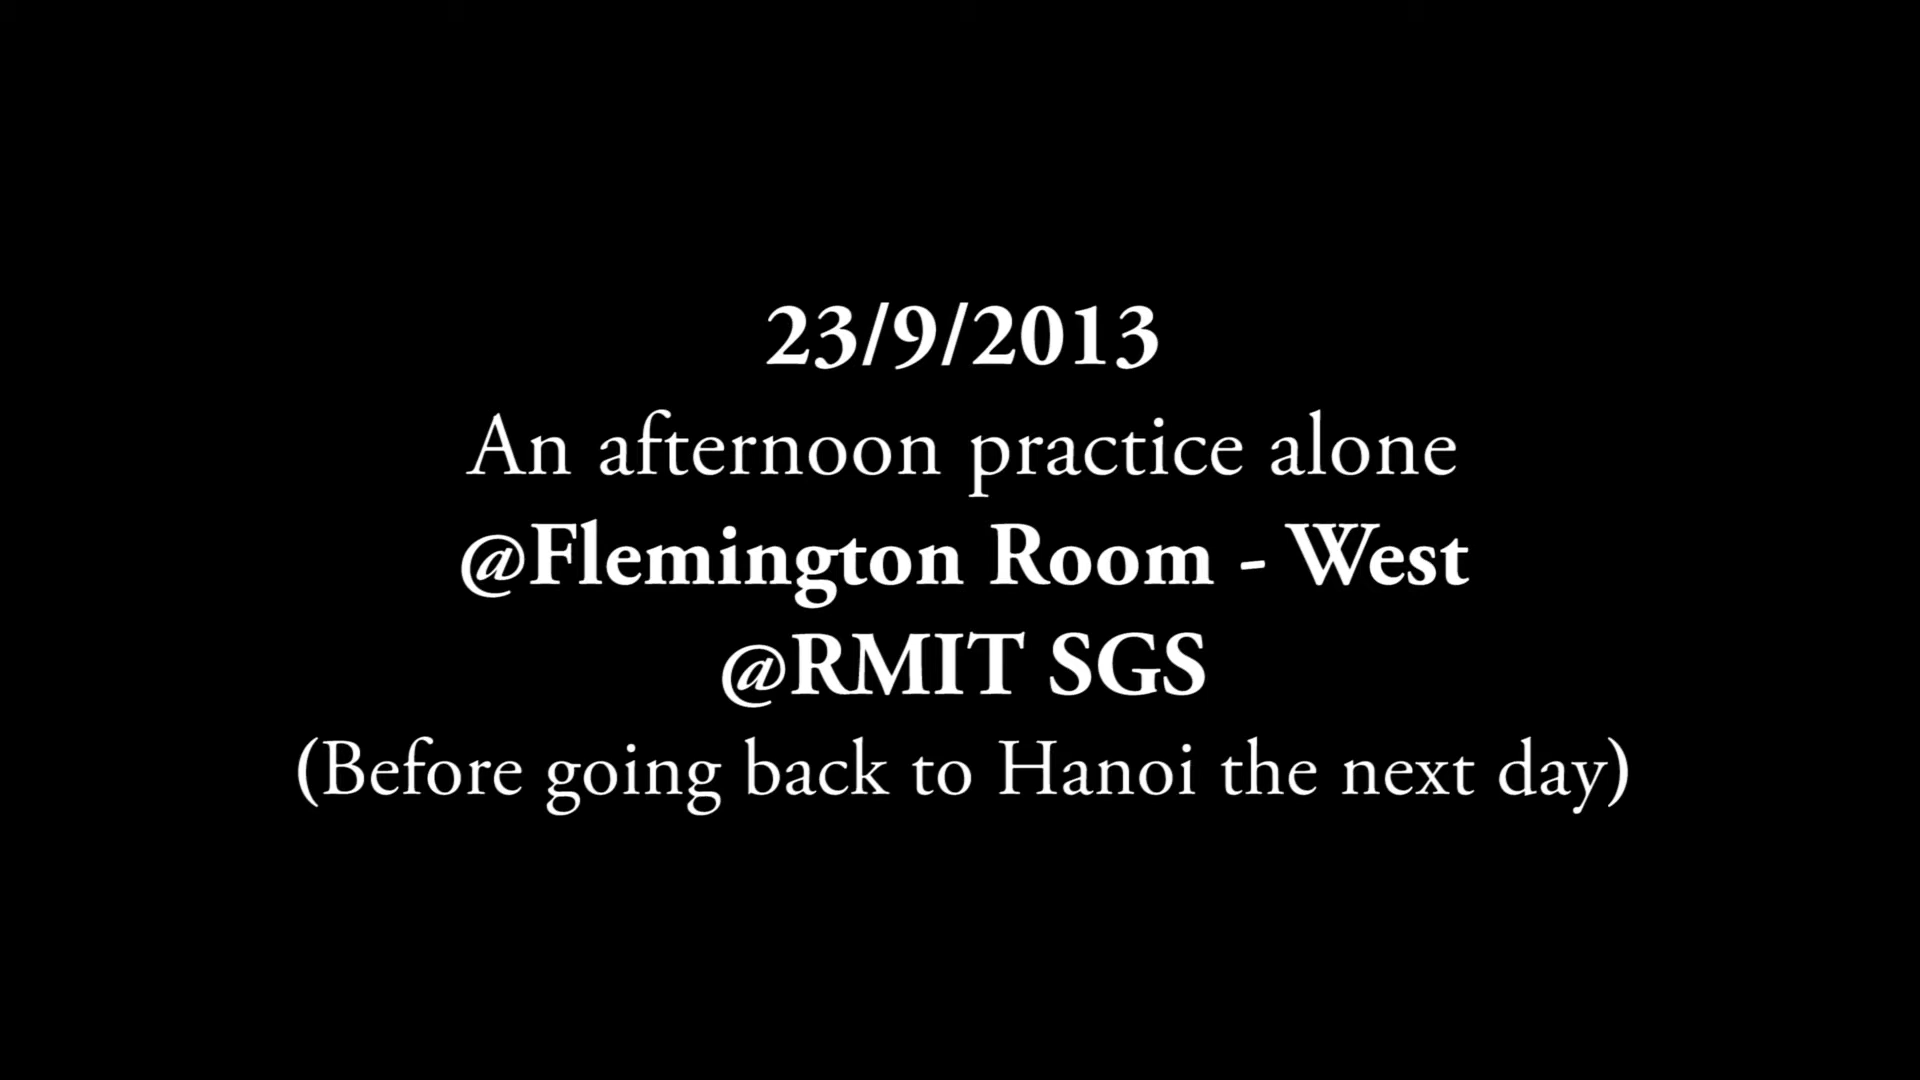 23/9/2013
An afternoon practice alone
@Flemington Room - West
@RMIT SGS
(Before going back to Hanoi the next day)